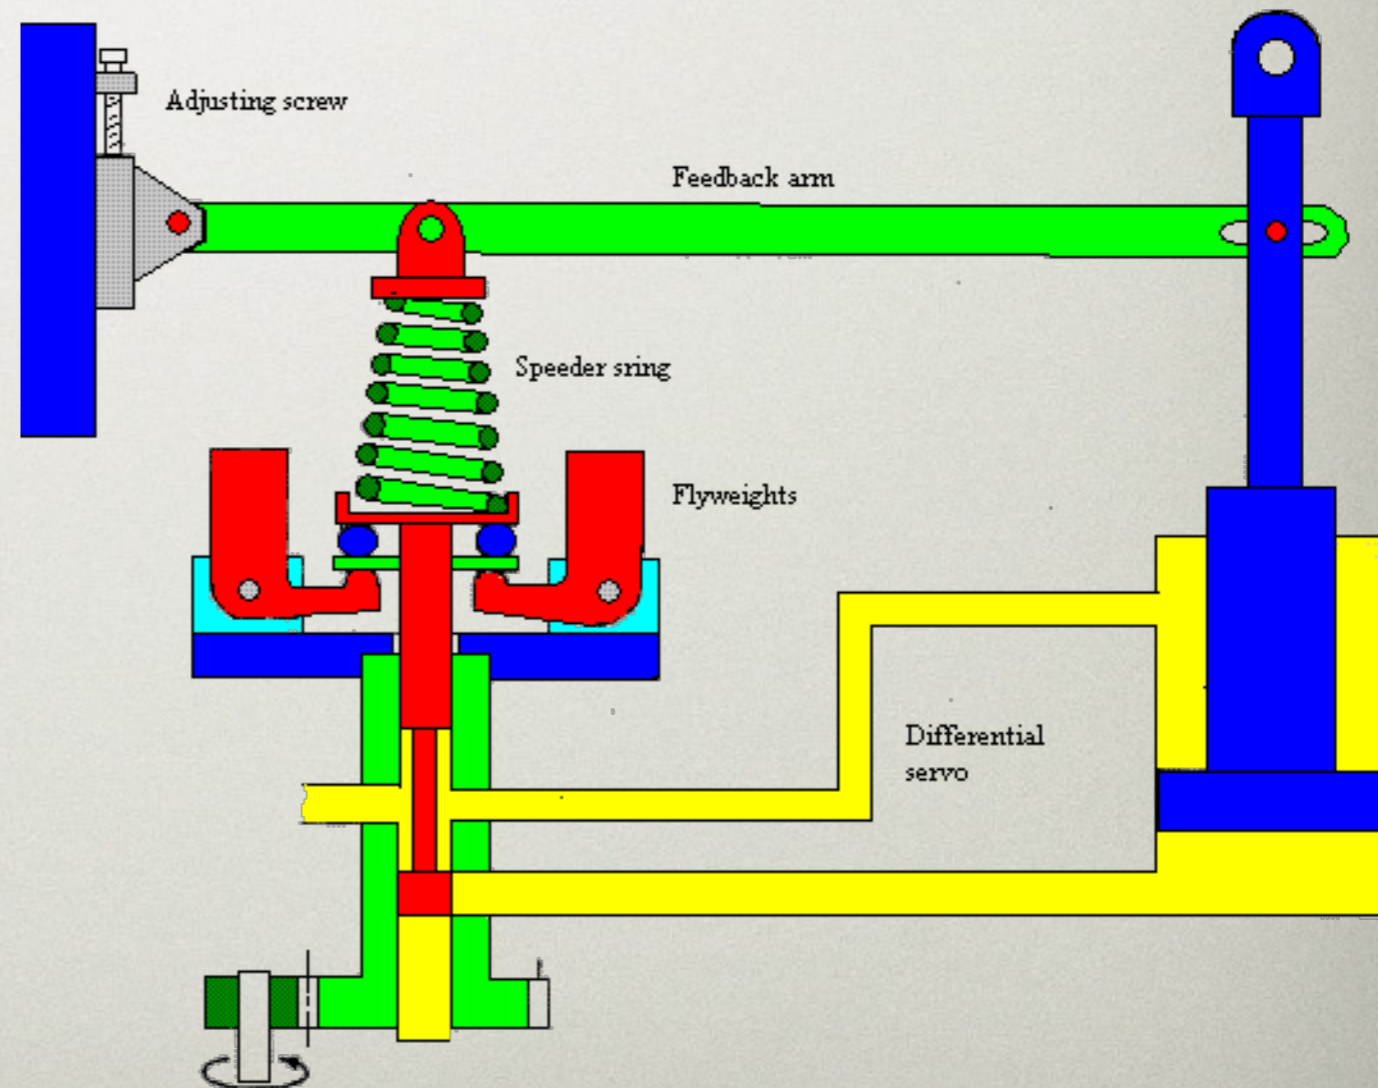 Adjusting screw
Feedback arm
Speeder sring
Flyweights
Differential
servo